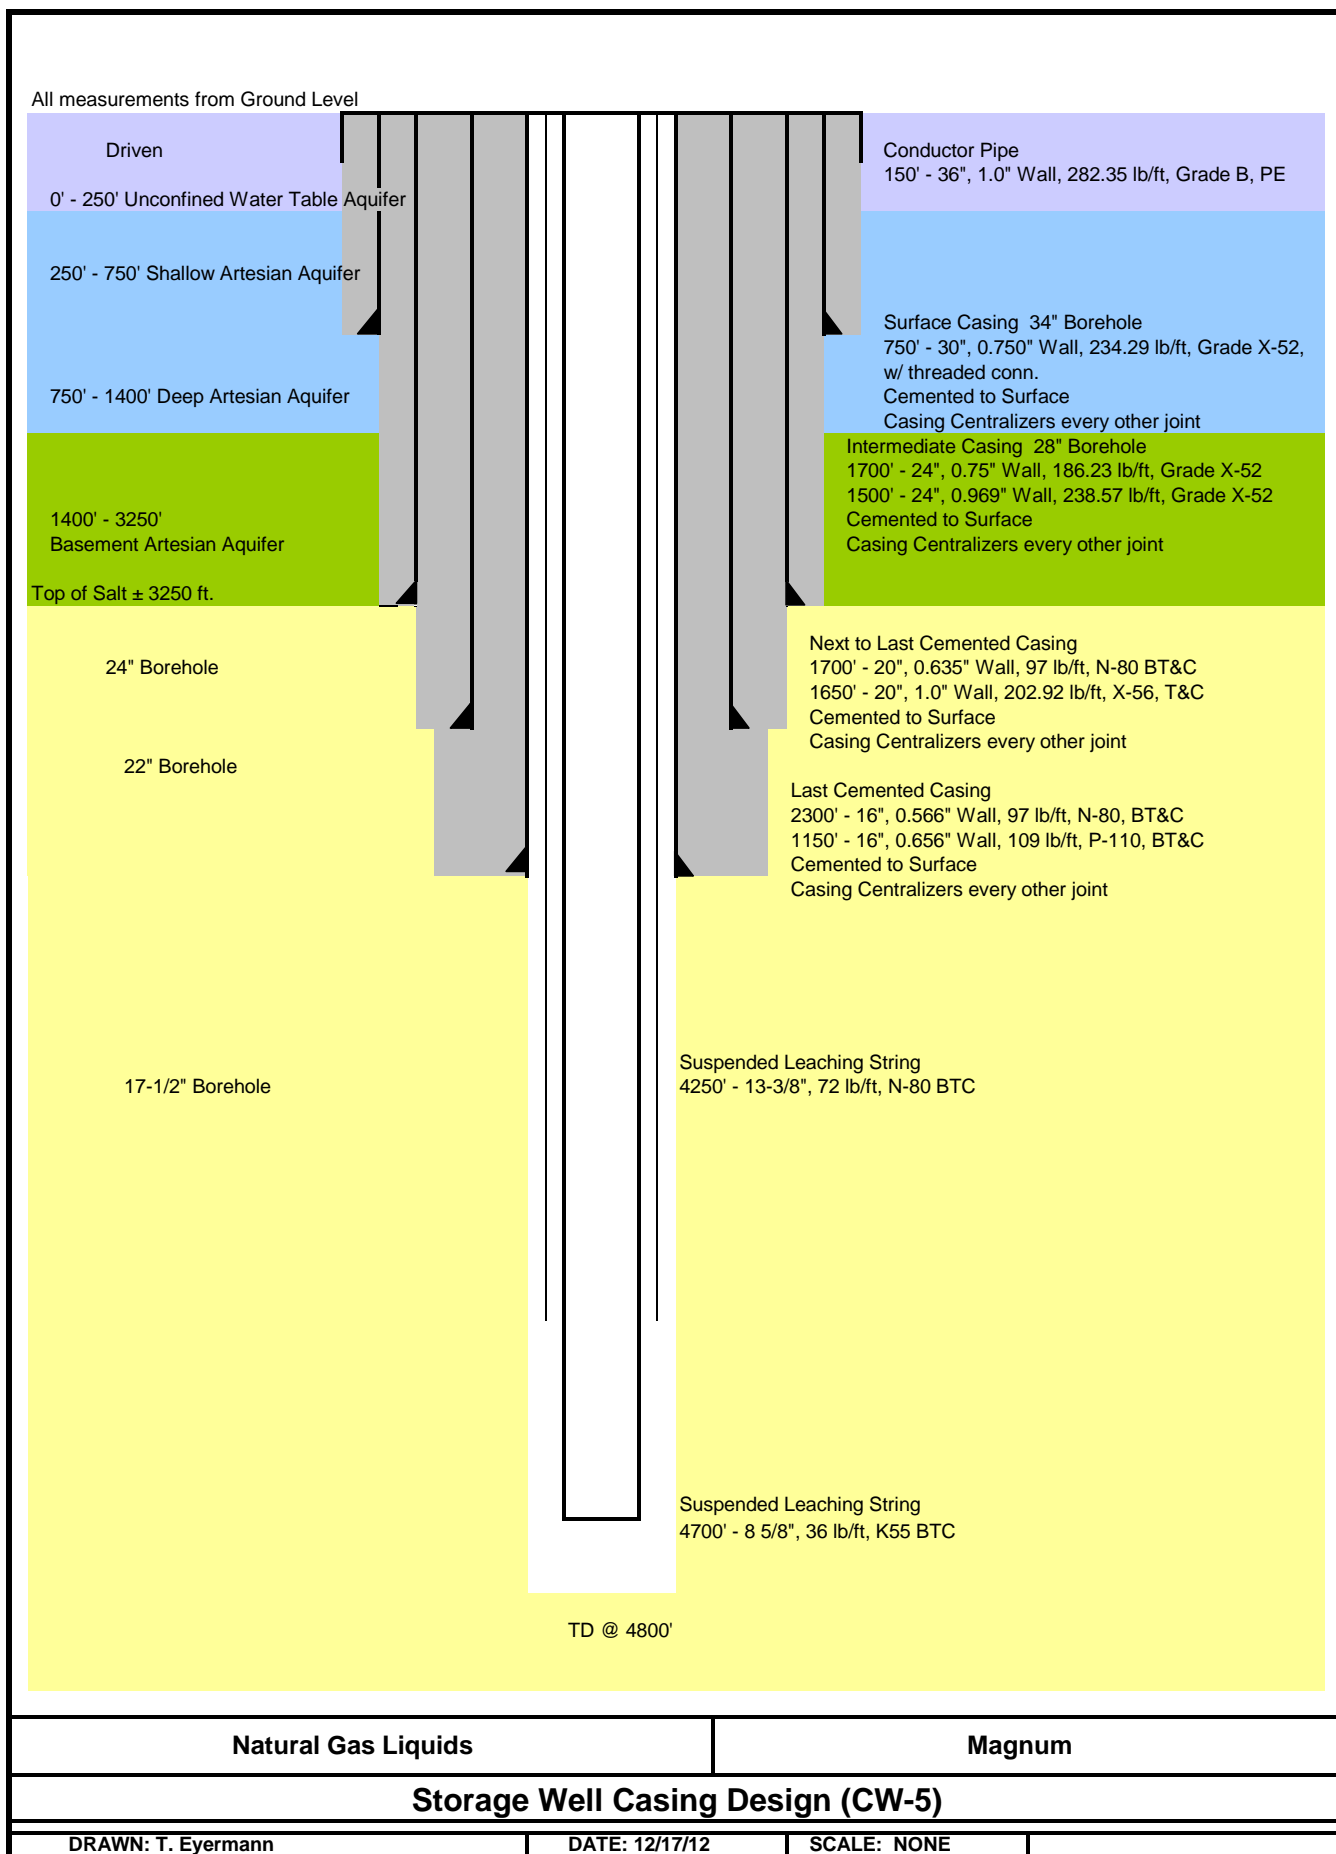 All measurements from Ground Level
Driven
0' - 250' Unconfined Water Table Aquifer
Conductor Pipe
150' - 36", 1.0" Wall, 282.35 lb/ft, Grade B, PE
250' - 750' Shallow Artesian Aquifer
Surface Casing  34" Borehole
750' - 30", 0.750" Wall, 234.29 lb/ft, Grade X-52,
w/ threaded conn.
Cemented to Surface
Casing Centralizers every other joint
750' - 1400' Deep Artesian Aquifer
Intermediate Casing  28" Borehole
1700' - 24", 0.75" Wall, 186.23 lb/ft, Grade X-52
1500' - 24", 0.969" Wall, 238.57 lb/ft, Grade X-52
Cemented to Surface
Casing Centralizers every other joint
1400' - 3250'
Basement Artesian Aquifer
Top of Salt ± 3250 ft.
24" Borehole
Next to Last Cemented Casing
1700' - 20", 0.635" Wall, 97 lb/ft, N-80 BT&C
1650' - 20", 1.0" Wall, 202.92 lb/ft, X-56, T&C
Cemented to Surface
Casing Centralizers every other joint
22" Borehole
Last Cemented Casing
2300' - 16", 0.566" Wall, 97 lb/ft, N-80, BT&C
1150' - 16", 0.656" Wall, 109 lb/ft, P-110, BT&C
Cemented to Surface
Casing Centralizers every other joint
17-1/2" Borehole
Suspended Leaching String
4250' - 13-3/8", 72 lb/ft, N-80 BTC
Suspended Leaching String
4700' - 8 5/8", 36 lb/ft, K55 BTC
TD @ 4800'
Natural Gas Liquids
Magnum
Storage Well Casing Design (CW-5)
DRAWN: T. Eyermann
DATE: 12/17/12
SCALE:  NONE